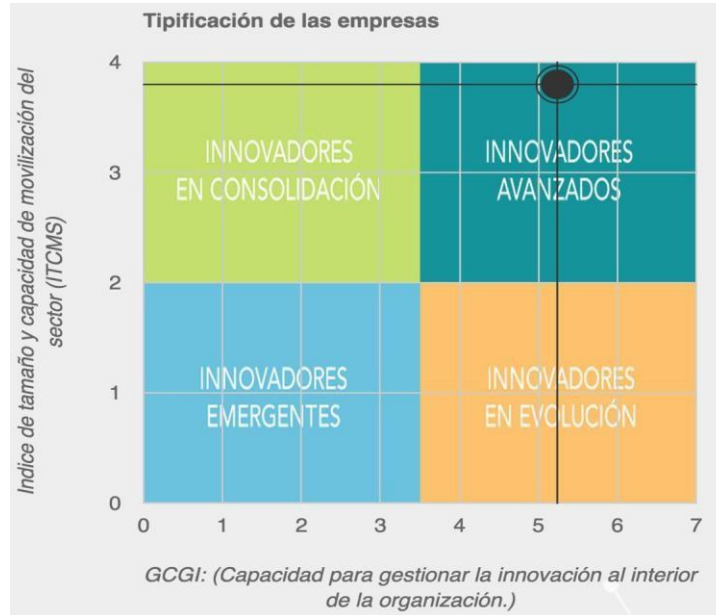 Tipificación de las empresas
Indice de tamaño y capacidad de movilización del
sector (ITCMS)
4
3
2
1
0
INNOVADORES
EN CONSOLIDACIÓN
INNOVADORES
AVANZADOS
INNOVADORES
EMERGENTES
INNOVADORES
EN EVOLUCIÓN
0 1 2 3 4 5 6 7
GCGI: (Capacidad para gestionar la innovación al interior
de la organización.)